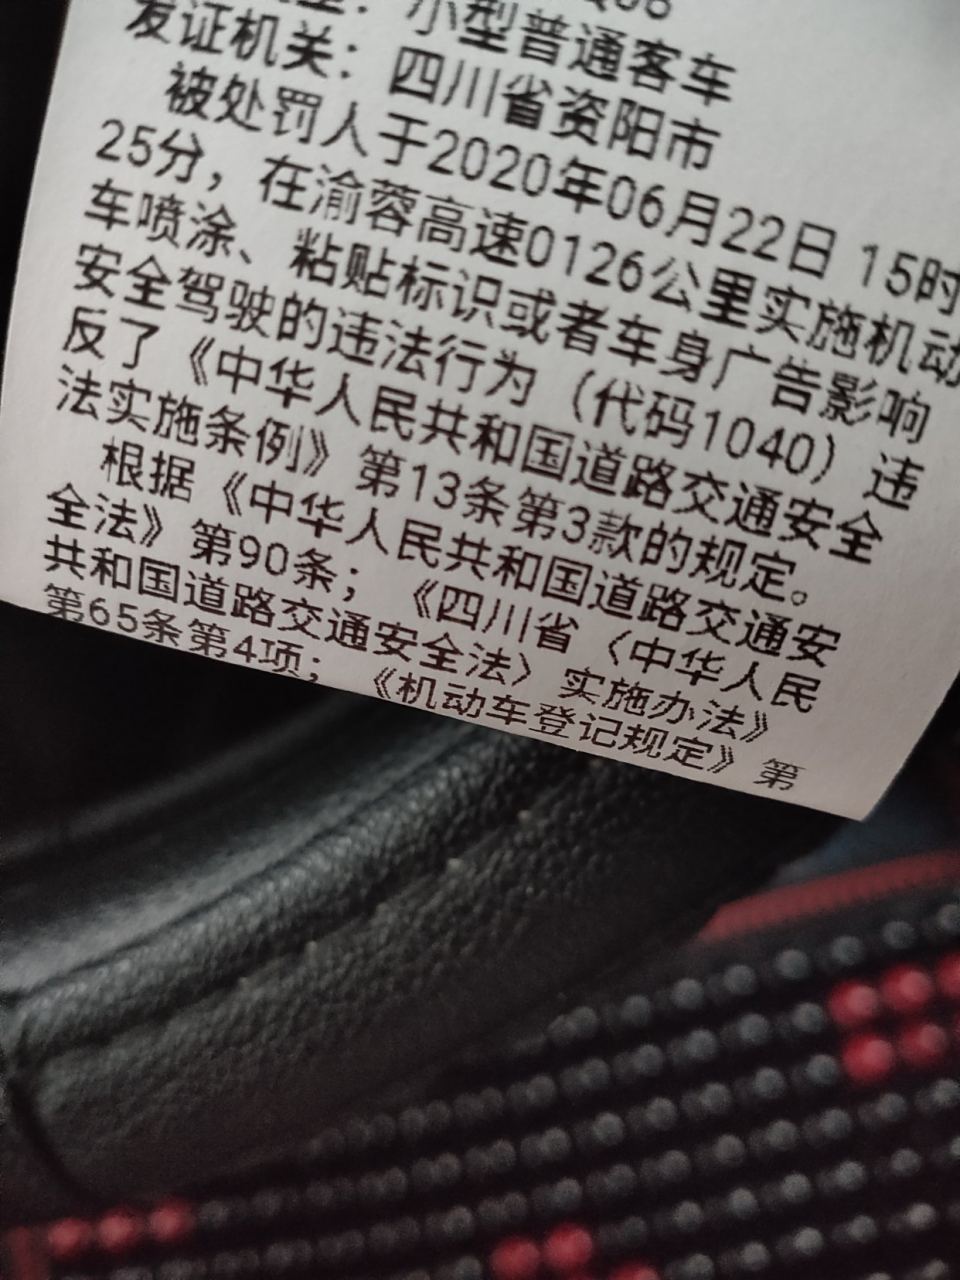 小型普通客车
发证机关：四川省资阳市
被处罚人于2020年06月22日 15时
25分，在渝蓉高速0126公里实施机动
车喷涂、粘贴标识或者车身广告影响
安全驾驶的违法行为（代码1040）违
反了《中华人民共和国道路交通安全
法实施条例》第13条第3款的规定。
根据《中华人民共和国道路交通安
全法》第90条；《四川省〈中华人民
共和国道路交通安全法〉实施办法》
第65条第4项；《机动车登记规定》第